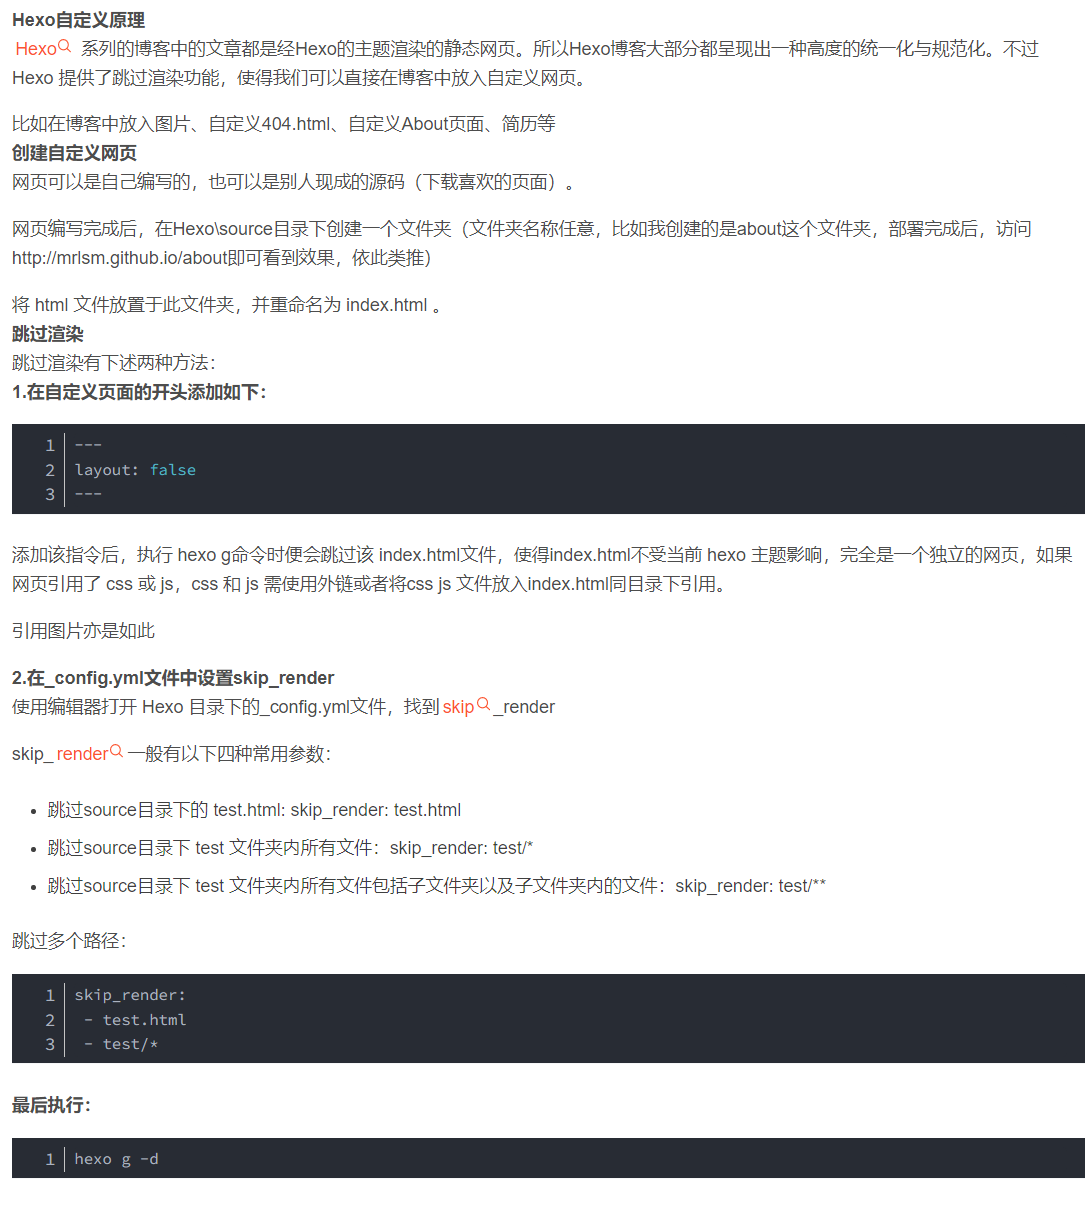 Hexo自定义原理
Hexo 系列的博客中的文章都是经Hexo的主题渲染的静态网页。所以Hexo博客大部分都呈现出一种高度的统一化与规范化。不过
Hexo 提供了跳过渲染功能，使得我们可以直接在博客中放入自定义网页。
比如在博客中放入图片、自定义404.html、自定义About页面、简历等
创建自定义网页
网页可以是自己编写的，也可以是别人现成的源码（下载喜欢的页面）。
网页编写完成后，在Hexo\source目录下创建一个文件夹（文件夹名称任意，比如我创建的是about这个文件夹，部署完成后，访问
http://mrlsm.github.io/about即可看到效果，依此类推）
将 html 文件放置于此文件夹，并重命名为 index.html 。
跳过渲染
跳过渲染有下述两种方法：
1.在自定义页面的开头添加如下：
1 ---
2 layout: false
3 ---
添加该指令后，执行 hexo g命令时便会跳过该 index.html文件，使得index.html不受当前 hexo 主题影响，完全是一个独立的网页，如果
网页引用了 css 或 js，css 和 js 需使用外链或者将css js 文件放入index.html同目录下引用。
引用图片亦是如此
2.在_config.yml文件中设置skip_render
使用编辑器打开 Hexo 目录下的_config.yml文件，找到 skip _render
skip_ render 一般有以下四种常用参数：
• 跳过source目录下的 test.html: skip_render: test.html
• 跳过source目录下 test 文件夹内所有文件：skip_render: test/*
• 跳过source目录下 test 文件夹内所有文件包括子文件夹以及子文件夹内的文件：skip_render: test/**
跳过多个路径：
1 skip_render:
2  - test.html
3  - test/*
最后执行：
1 hexo g -d